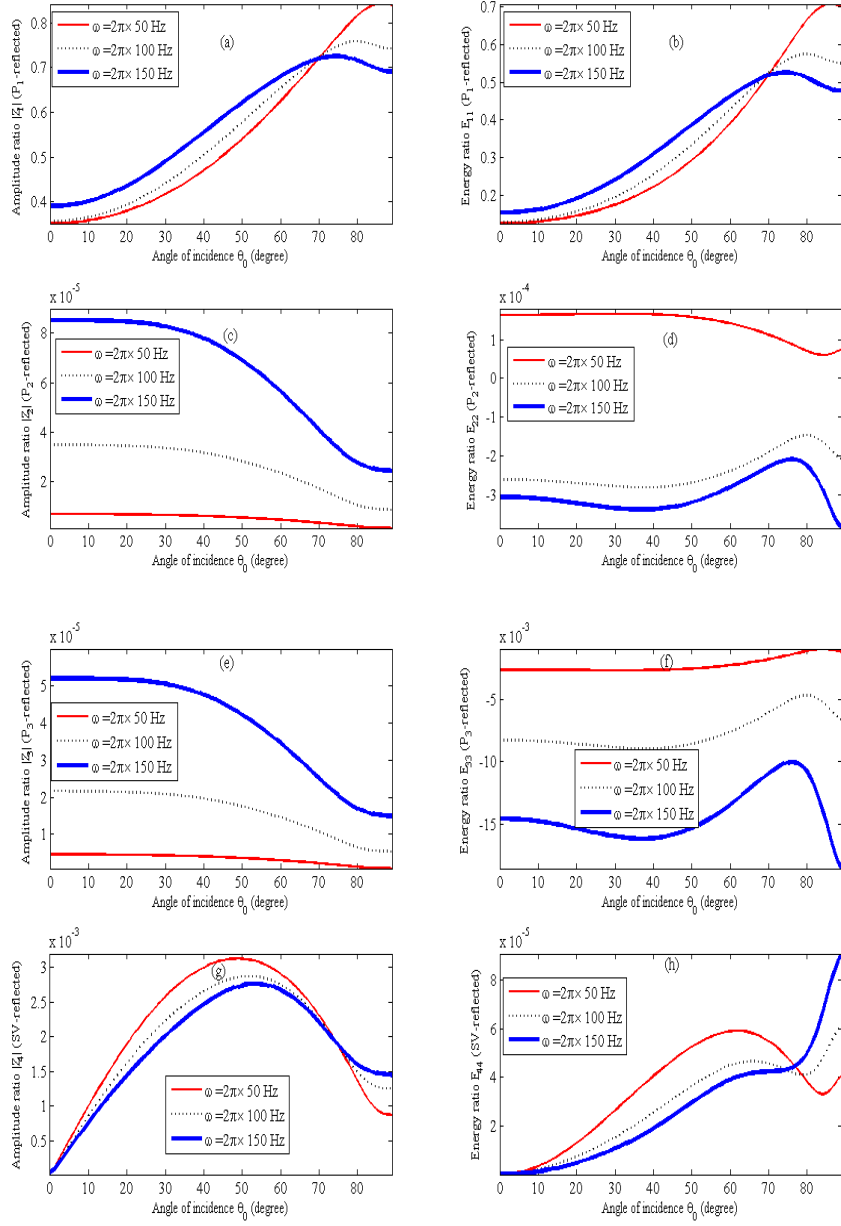 (a)
ω =2π× 50 Hz
ω =2π× 100 Hz
ω =2π× 150 Hz
Amplitude ratio |Z₁| (P₁-reflected)
0.8
0.7
0.6
0.5
0.4
0 10 20 30 40 50 60 70 80
Angle of incidence θ₀ (degree)
(b)
ω =2π× 50 Hz
ω =2π× 100 Hz
ω =2π× 150 Hz
Energy ratio E₁₁ (P₁-reflected)
0.7
0.6
0.5
0.4
0.3
0.2
0 10 20 30 40 50 60 70 80
Angle of incidence θ₀ (degree)
x 10⁻⁵
(c)
ω =2π× 50 Hz
ω =2π× 100 Hz
ω =2π× 150 Hz
Amplitude ratio |Z₂| (P₂-reflected)
8
6
4
2
0 10 20 30 40 50 60 70 80
Angle of incidence θ₀ (degree)
x 10⁻⁴
(d)
ω =2π× 50 Hz
ω =2π× 100 Hz
ω =2π× 150 Hz
Energy ratio E₂₂ (P₂-reflected)
1
0
-1
-2
-3
0 10 20 30 40 50 60 70 80
Angle of incidence θ₀ (degree)
x 10⁻⁵
(e)
ω =2π× 50 Hz
ω =2π× 100 Hz
ω =2π× 150 Hz
Amplitude ratio |Z₃| (P₃-reflected)
5
4
3
2
1
0 10 20 30 40 50 60 70 80
Angle of incidence θ₀ (degree)
x 10⁻³
(f)
ω =2π× 50 Hz
ω =2π× 100 Hz
ω =2π× 150 Hz
Energy ratio E₃₃ (P₃-reflected)
-5
-10
-15
0 10 20 30 40 50 60 70 80
Angle of incidence θ₀ (degree)
x 10⁻³
(g)
ω =2π× 50 Hz
ω =2π× 100 Hz
ω =2π× 150 Hz
Amplitude ratio |Z₄| (SV-reflected)
3
2.5
2
1.5
1
0.5
0 10 20 30 40 50 60 70 80
Angle of incidence θ₀ (degree)
x 10⁻⁵
(h)
ω =2π× 50 Hz
ω =2π× 100 Hz
ω =2π× 150 Hz
Energy ratio E₄₄ (SV-reflected)
8
6
4
2
0 10 20 30 40 50 60 70 80
Angle of incidence θ₀ (degree)